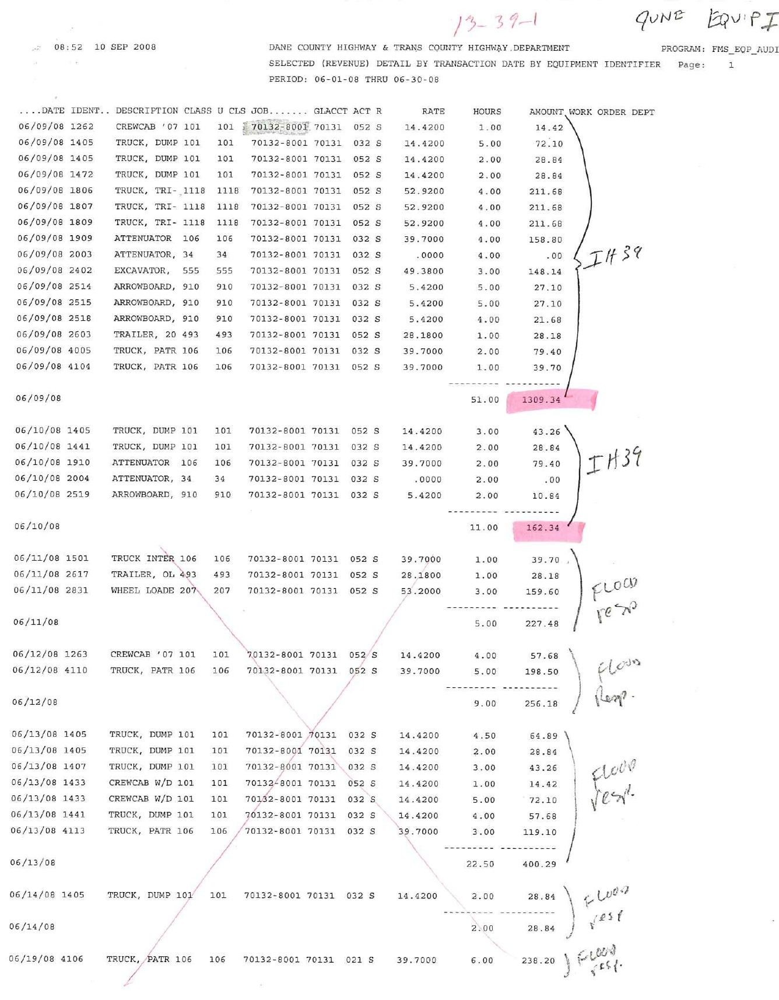 13-39-1
JUNE EQUIP
08:52 10 SEP 2008 DANE COUNTY HIGHWAY & TRANS COUNTY HIGHWAY.DEPARTMENT PROGRAM: FMS_EQP_AUDI
SELECTED (REVENUE) DETAIL BY TRANSACTION DATE BY EQUIPMENT IDENTIFIER Page: 1
PERIOD: 06-01-08 THRU 06-30-08
....DATE IDENT.. DESCRIPTION CLASS U CLS JOB....... GLACCT ACT R RATE HOURS AMOUNT WORK ORDER DEPT
06/09/08 1262 CREWCAB '07 101 101 70132-8001 70131 052 S 14.4200 1.00 14.42
06/09/08 1405 TRUCK, DUMP 101 101 70132-8001 70131 032 S 14.4200 5.00 72.10
06/09/08 1405 TRUCK, DUMP 101 101 70132-8001 70131 052 S 14.4200 2.00 28.84
06/09/08 1472 TRUCK, DUMP 101 101 70132-8001 70131 052 S 14.4200 2.00 28.84
06/09/08 1806 TRUCK, TRI- 1118 1118 70132-8001 70131 052 S 52.9200 4.00 211.68
06/09/08 1807 TRUCK, TRI- 1118 1118 70132-8001 70131 052 S 52.9200 4.00 211.68
06/09/08 1809 TRUCK, TRI- 1118 1118 70132-8001 70131 052 S 52.9200 4.00 211.68
06/09/08 1909 ATTENUATOR 106 106 70132-8001 70131 032 S 39.7000 4.00 158.80
06/09/08 2003 ATTENUATOR, 34 34 70132-8001 70131 032 S .0000 4.00 .00
IH39
06/09/08 2402 EXCAVATOR, 555 555 70132-8001 70131 052 S 49.3800 3.00 148.14
06/09/08 2514 ARROWBOARD, 910 910 70132-8001 70131 032 S 5.4200 5.00 27.10
06/09/08 2515 ARROWBOARD, 910 910 70132-8001 70131 032 S 5.4200 5.00 27.10
06/09/08 2518 ARROWBOARD, 910 910 70132-8001 70131 032 S 5.4200 4.00 21.68
06/09/08 2603 TRAILER, 20 493 493 70132-8001 70131 052 S 28.1800 1.00 28.18
06/09/08 4005 TRUCK, PATR 106 106 70132-8001 70131 032 S 39.7000 2.00 79.40
06/09/08 4104 TRUCK, PATR 106 106 70132-8001 70131 052 S 39.7000 1.00 39.70
06/09/08 51.00 1309.34
06/10/08 1405 TRUCK, DUMP 101 101 70132-8001 70131 052 S 14.4200 3.00 43.26
06/10/08 1441 TRUCK, DUMP 101 101 70132-8001 70131 032 S 14.4200 2.00 28.84
06/10/08 1910 ATTENUATOR 106 106 70132-8001 70131 032 S 39.7000 2.00 79.40
IH39
06/10/08 2004 ATTENUATOR, 34 34 70132-8001 70131 032 S .0000 2.00 .00
06/10/08 2519 ARROWBOARD, 910 910 70132-8001 70131 032 S 5.4200 2.00 10.84
06/10/08 11.00 162.34
06/11/08 1501 TRUCK INTER 106 106 70132-8001 70131 052 S 39.7000 1.00 39.70
06/11/08 2617 TRAILER, OL 493 493 70132-8001 70131 052 S 28.1800 1.00 28.18
06/11/08 2831 WHEEL LOADE 207 207 70132-8001 70131 052 S 53.2000 3.00 159.60
FLOOD
resp
06/11/08 5.00 227.48
06/12/08 1263 CREWCAB '07 101 101 70132-8001 70131 052 S 14.4200 4.00 57.68
06/12/08 4110 TRUCK, PATR 106 106 70132-8001 70131 052 S 39.7000 5.00 198.50
FLOOD
Resp.
06/12/08 9.00 256.18
06/13/08 1405 TRUCK, DUMP 101 101 70132-8001 70131 032 S 14.4200 4.50 64.89
06/13/08 1405 TRUCK, DUMP 101 101 70132-8001 70131 032 S 14.4200 2.00 28.84
06/13/08 1407 TRUCK, DUMP 101 101 70132-8001 70131 032 S 14.4200 3.00 43.26
FLOOD
06/13/08 1433 CREWCAB W/D 101 101 70132-8001 70131 052 S 14.4200 1.00 14.42
06/13/08 1433 CREWCAB W/D 101 101 70132-8001 70131 032 S 14.4200 5.00 72.10
resp.
06/13/08 1441 TRUCK, DUMP 101 101 70132-8001 70131 032 S 14.4200 4.00 57.68
06/13/08 4113 TRUCK, PATR 106 106 70132-8001 70131 032 S 39.7000 3.00 119.10
06/13/08 22.50 400.29
06/14/08 1405 TRUCK, DUMP 101 101 70132-8001 70131 032 S 14.4200 2.00 28.84
FLOOD
resp
06/14/08 2.00 28.84
06/19/08 4106 TRUCK, PATR 106 106 70132-8001 70131 021 S 39.7000 6.00 238.20
FLOOD
resp.